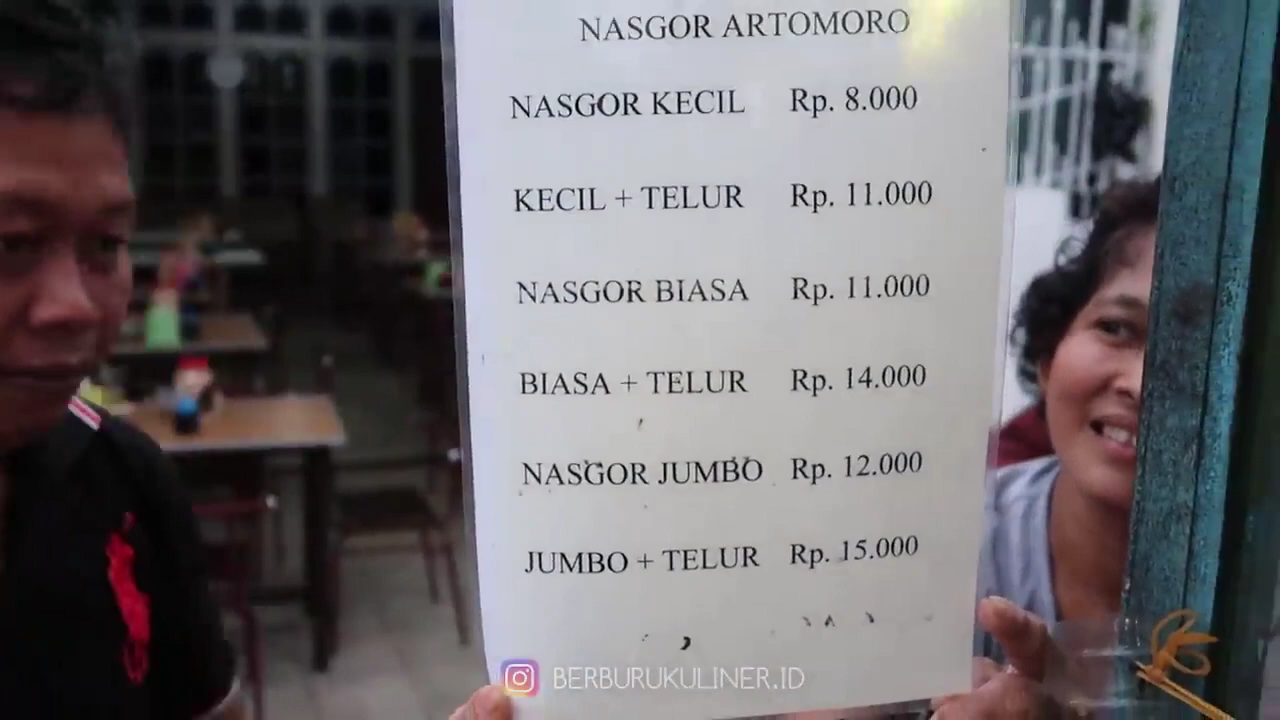 NASGOR ARTOMORO
NASGOR KECIL Rp. 8.000
KECIL + TELUR Rp. 11.000
NASGOR BIASA Rp. 11.000
BIASA + TELUR Rp. 14.000
NASGOR JUMBO Rp. 12.000
JUMBO + TELUR Rp. 15.000
BERBURUKULINER.ID